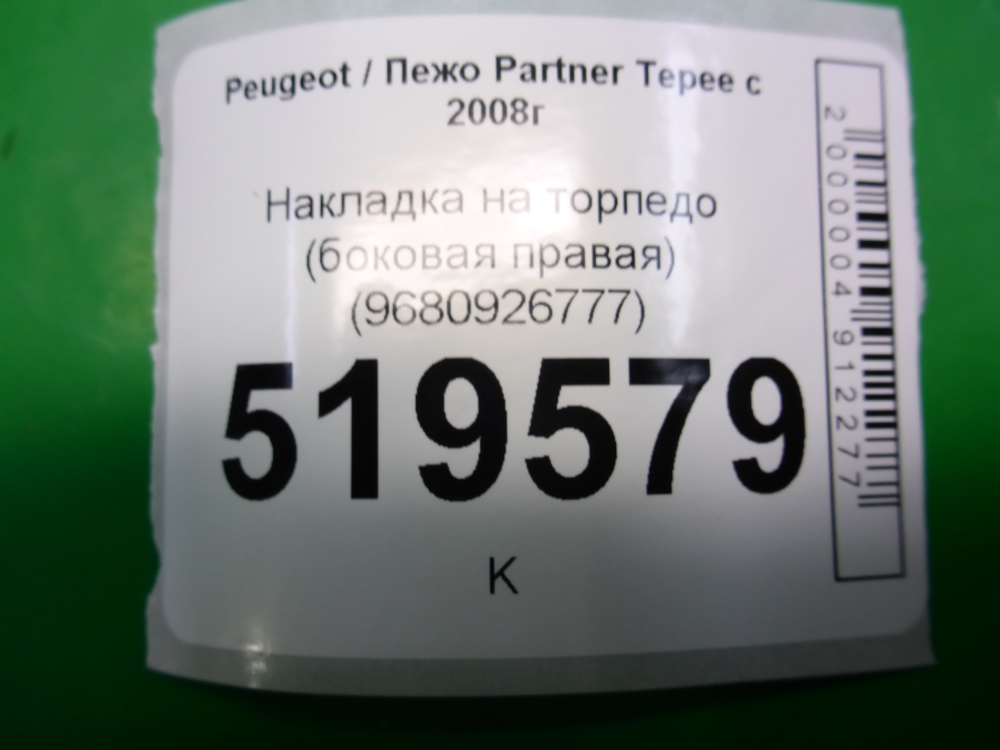 Peugeot / Пежо Partner Tepee с
2008г
Накладка на торпедо
(боковая правая)
(9680926777)
519579
К
2000004912277